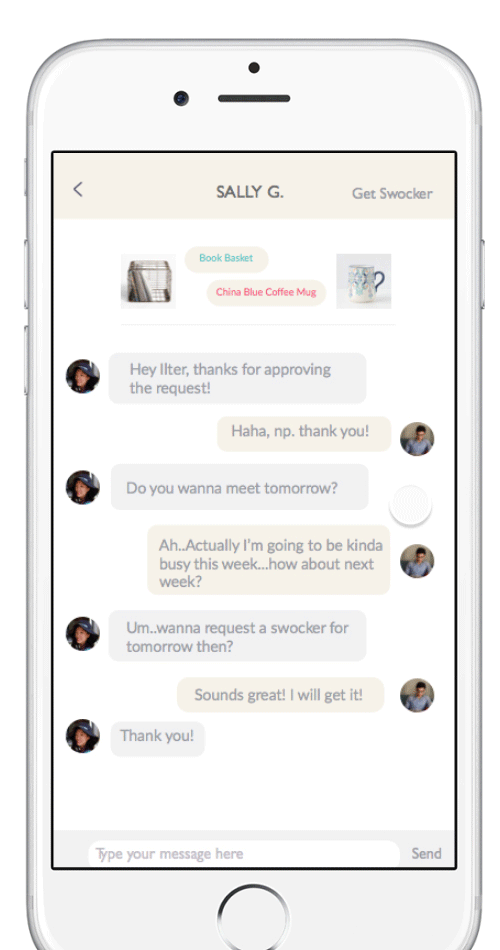 SALLY G.
Get Swocker
Book Basket
China Blue Coffee Mug
Hey Ilter, thanks for approving
the request!
Haha, np. thank you!
Do you wanna meet tomorrow?
Ah..Actually I'm going to be kinda
busy this week...how about next
week?
Um..wanna request a swocker for
tomorrow then?
Sounds great! I will get it!
Thank you!
Type your message here
Send